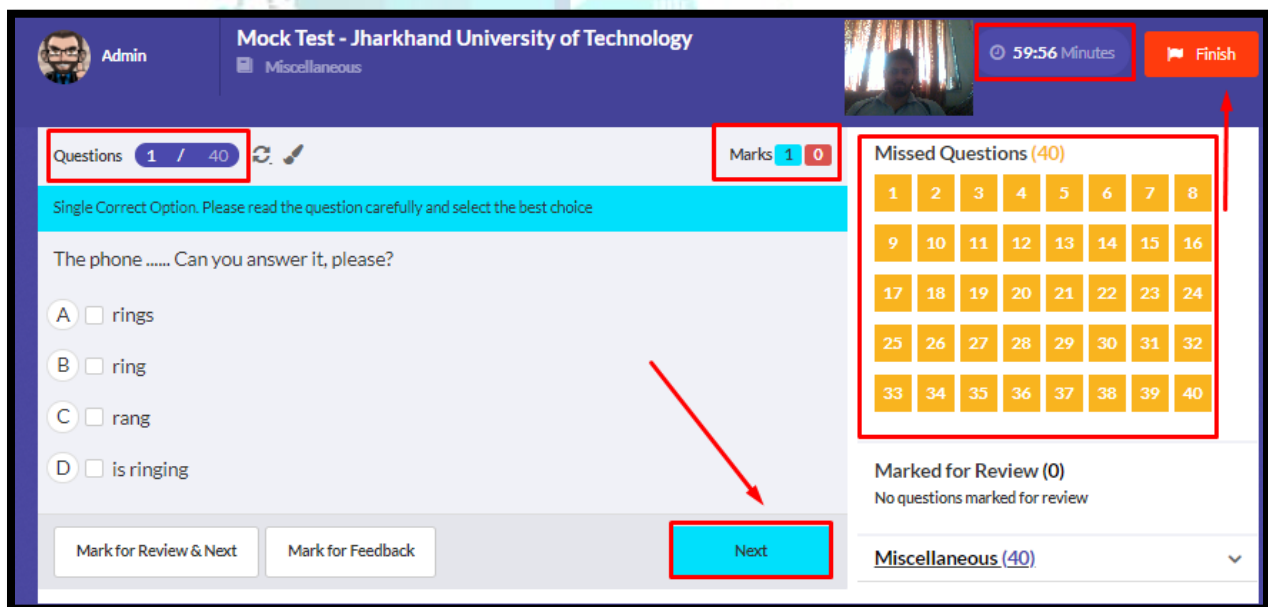 Admin
Mock Test - Jharkhand University of Technology
Miscellaneous
59:56 Minutes
Finish
Questions 1 / 40
Marks 1 0
Single Correct Option. Please read the question carefully and select the best choice
The phone ...... Can you answer it, please?
A rings
B ring
C rang
D is ringing
Mark for Review & Next
Mark for Feedback
Next
Missed Questions (40)
1 2 3 4 5 6 7 8
9 10 11 12 13 14 15 16
17 18 19 20 21 22 23 24
25 26 27 28 29 30 31 32
33 34 35 36 37 38 39 40
Marked for Review (0)
No questions marked for review
Miscellaneous (40)